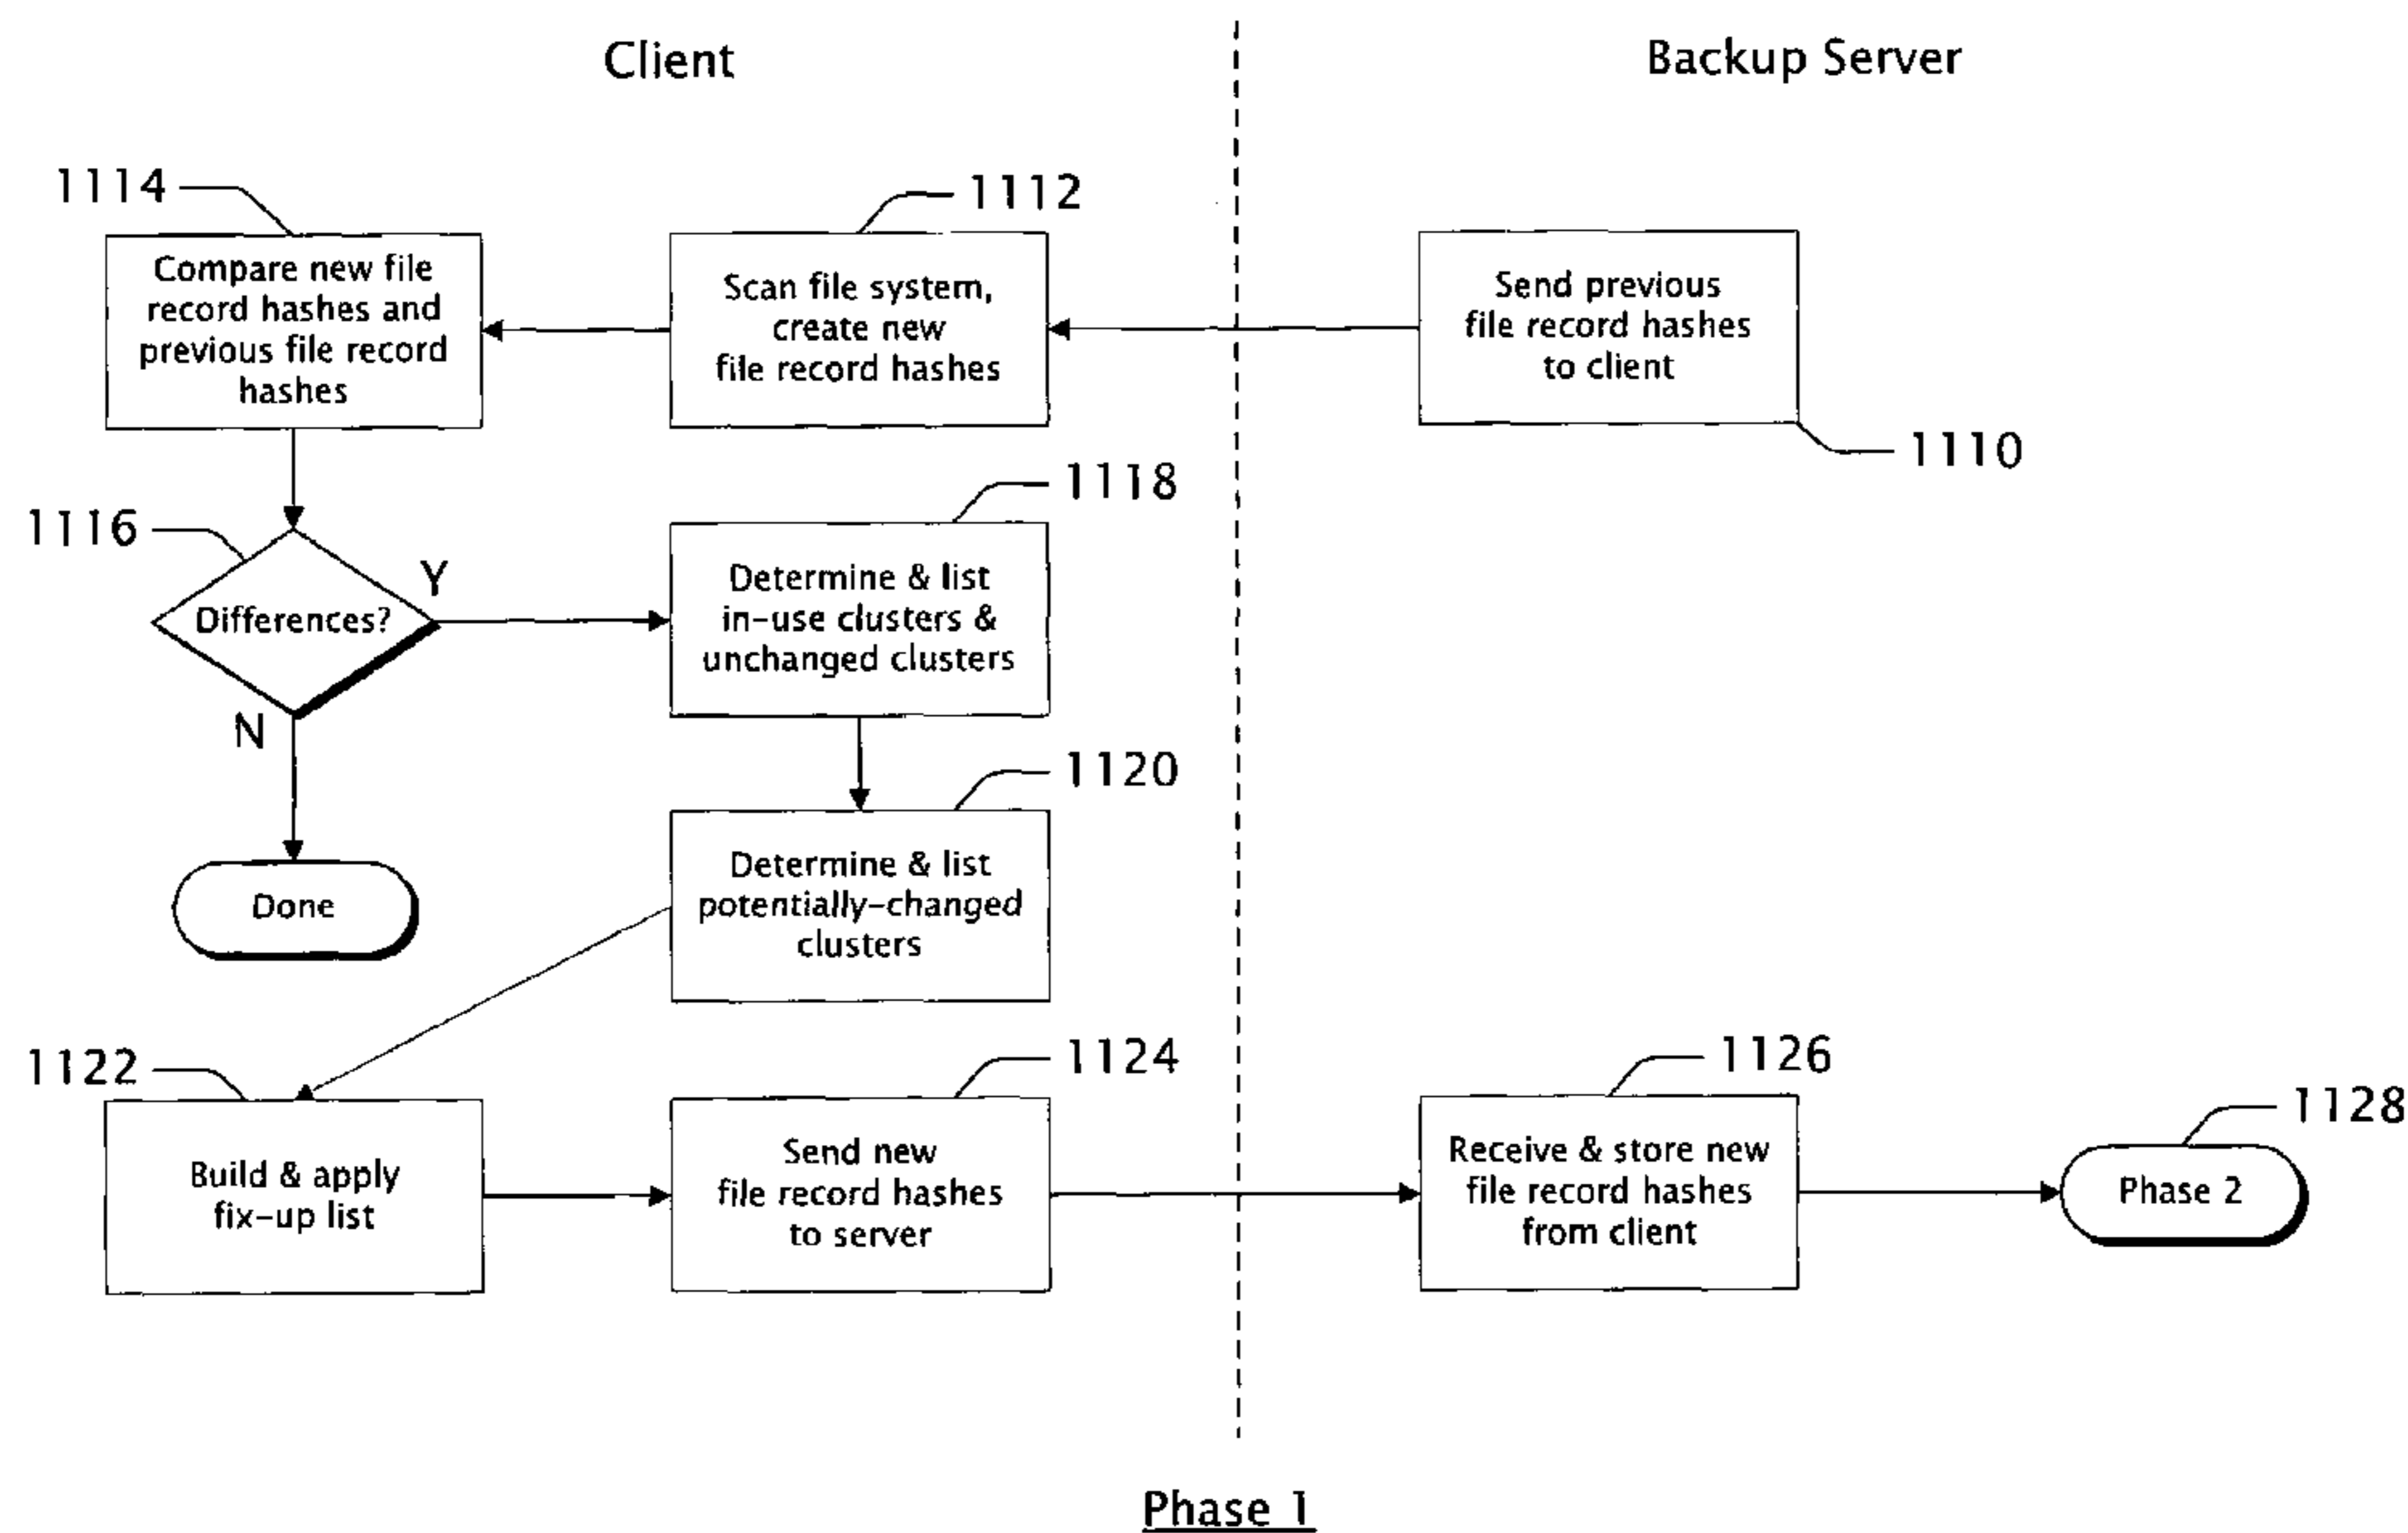 Client
Backup Server
1114
1112
Compare new file
record hashes and
previous file record
hashes
Scan file system,
create new
file record hashes
Send previous
file record hashes
to client
1110
1118
1116
Y
Differences?
N
Determine & list
in-use clusters &
unchanged clusters
1120
Done
Determine & list
potentially-changed
clusters
1122
1124
1126
1128
Build & apply
fix-up list
Send new
file record hashes
to server
Receive & store new
file record hashes
from client
Phase 2
Phase 1